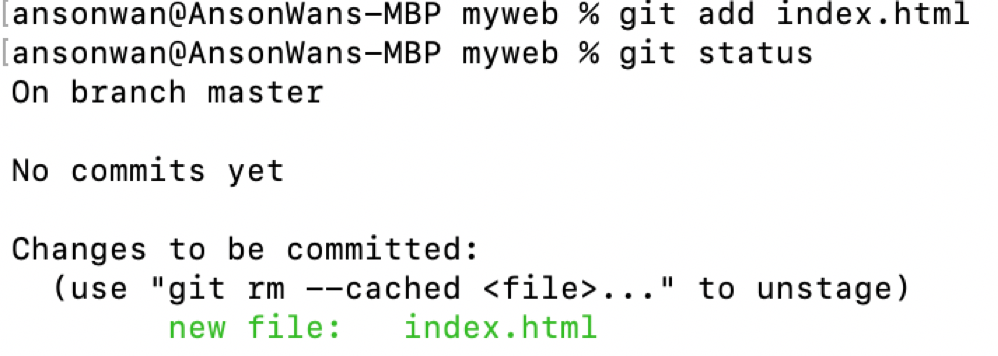 [ansonwan@AnsonWans-MBP myweb % git add index.html
[ansonwan@AnsonWans-MBP myweb % git status
On branch master
No commits yet
Changes to be committed:
  (use "git rm --cached <file>..." to unstage)
        new file:   index.html